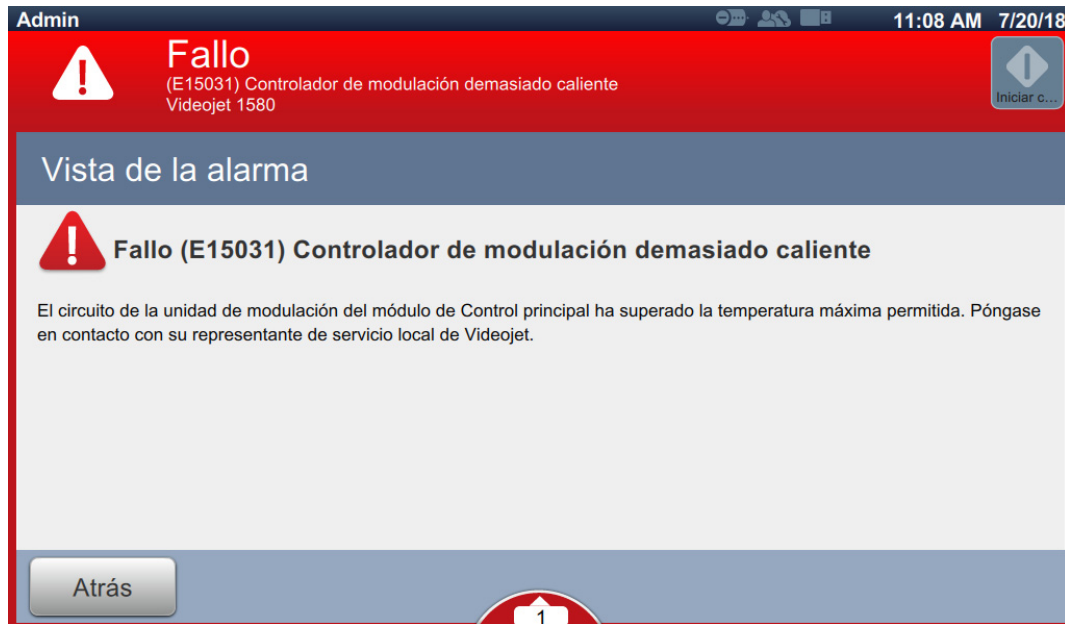 Admin
11:08 AM 7/20/18
Fallo
(E15031) Controlador de modulación demasiado caliente
Videojet 1580
Iniciar c...
Vista de la alarma
Fallo (E15031) Controlador de modulación demasiado caliente
El circuito de la unidad de modulación del módulo de Control principal ha superado la temperatura máxima permitida. Póngase
en contacto con su representante de servicio local de Videojet.
Atrás
1